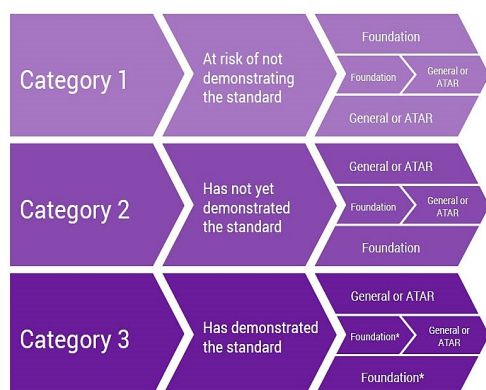 Category 1
At risk of not
demonstrating
the standard
Foundation
Foundation
General or
ATAR
General or ATAR
Category 2
Has not yet
demonstrated
the standard
General or ATAR
Foundation
General or
ATAR
Foundation
Category 3
Has demonstrated
the standard
General or ATAR
Foundation*
General or
ATAR
Foundation*